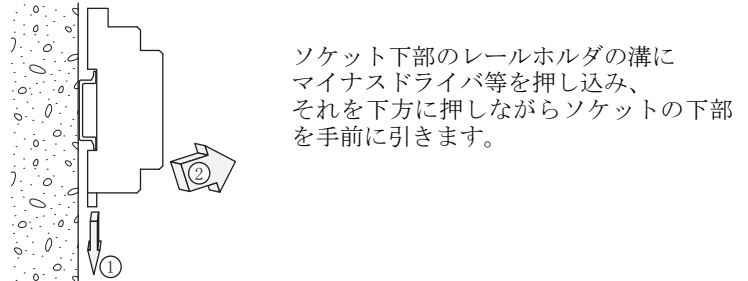 ソケット下部のレールホルダの溝に
マイナスドライバ等を押し込み、
それを下方に押しながらソケットの下部
を手前に引きます。
②
①